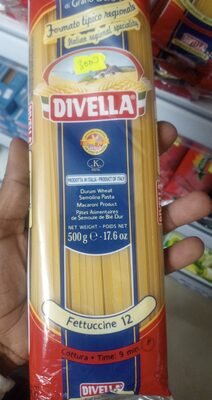 di Grano
Formato tipico regionale
Italian regional speciality
DIVELLA
K
PRODOTTO IN ITALIA - PRODUCT OF ITALY
Durum Wheat
Semolina Pasta
Macaroni Product
Pâtes Alimentaires
de Semoule de Blé Dur
NET WEIGHT - POIDS NET
500 g ℮ - 17.6 oz
Fettuccine 12
Cottura • Time: 9 min
DIVELLA